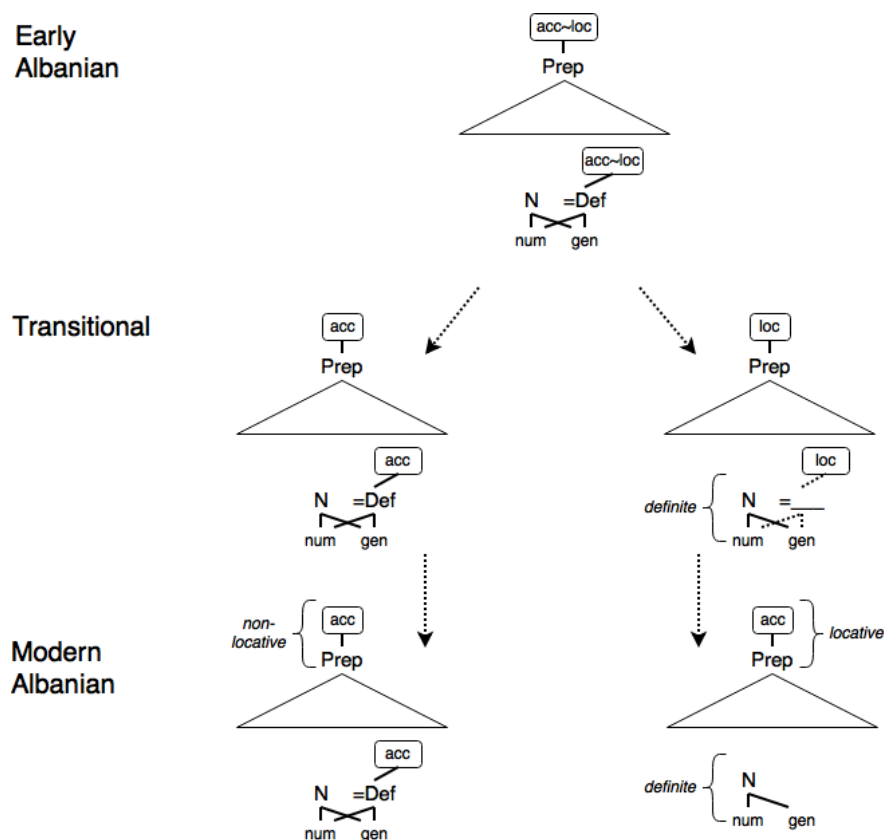 Early
Albanian
acc~loc
Prep
acc~loc
N =Def
num gen
Transitional
acc
Prep
acc
N =Def
num gen
loc
Prep
loc
definite
N =___
num gen
Modern
Albanian
non-
locative
acc
Prep
acc
N =Def
num gen
acc
Prep
locative
definite
N
num gen